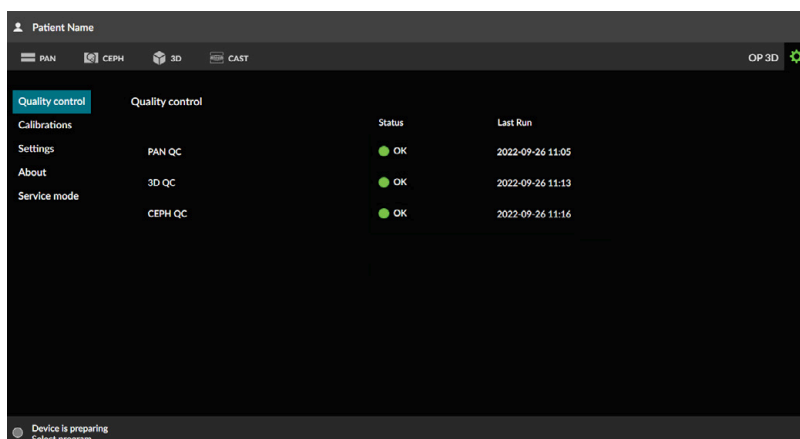 Patient Name
PAN CEPH 3D CAST OP 3D
Quality control Quality control
Status Last Run
Calibrations
Settings
PAN QC OK 2022-09-26 11:05
About
3D QC OK 2022-09-26 11:13
Service mode
CEPH QC OK 2022-09-26 11:16
Device is preparing
Select program